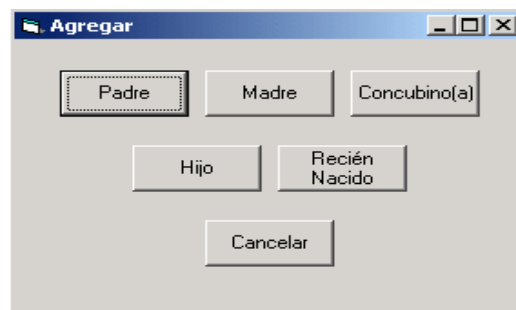 Agregar
Padre
Madre
Concubino(a)
Hijo
Recién
Nacido
Cancelar